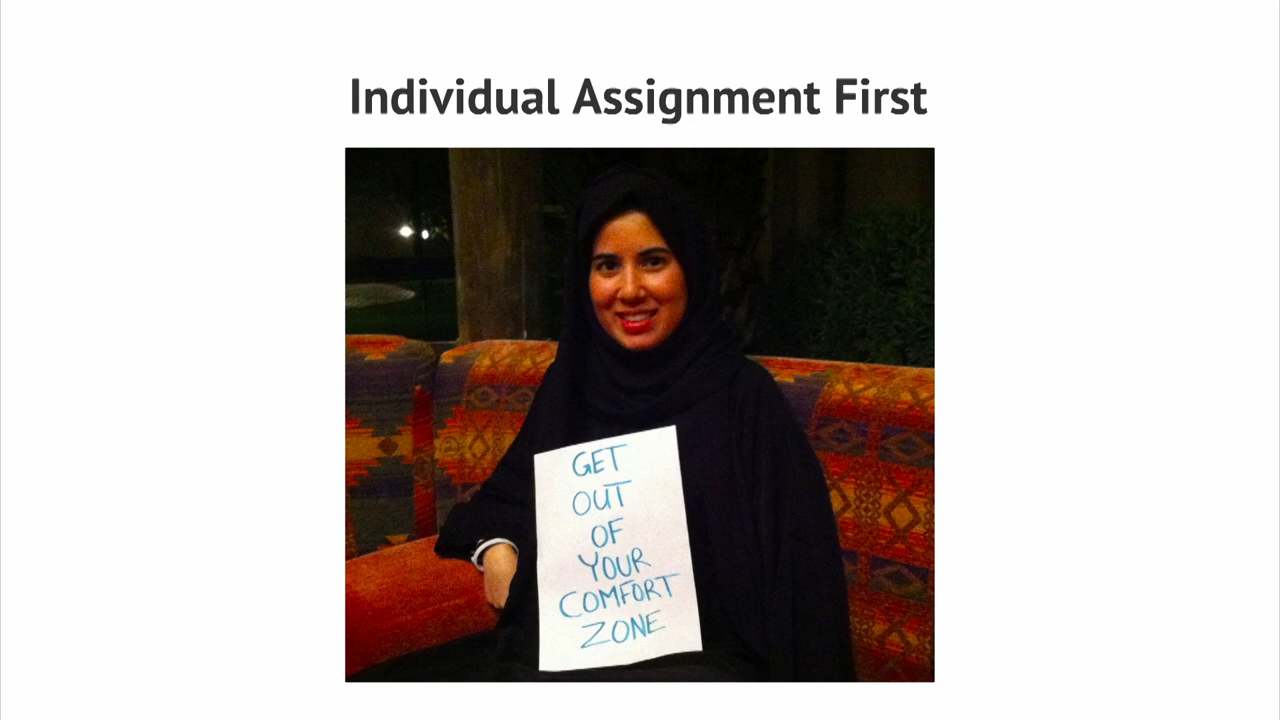 Individual Assignment First
GET
OUT
OF
YOUR
COMFORT
ZONE